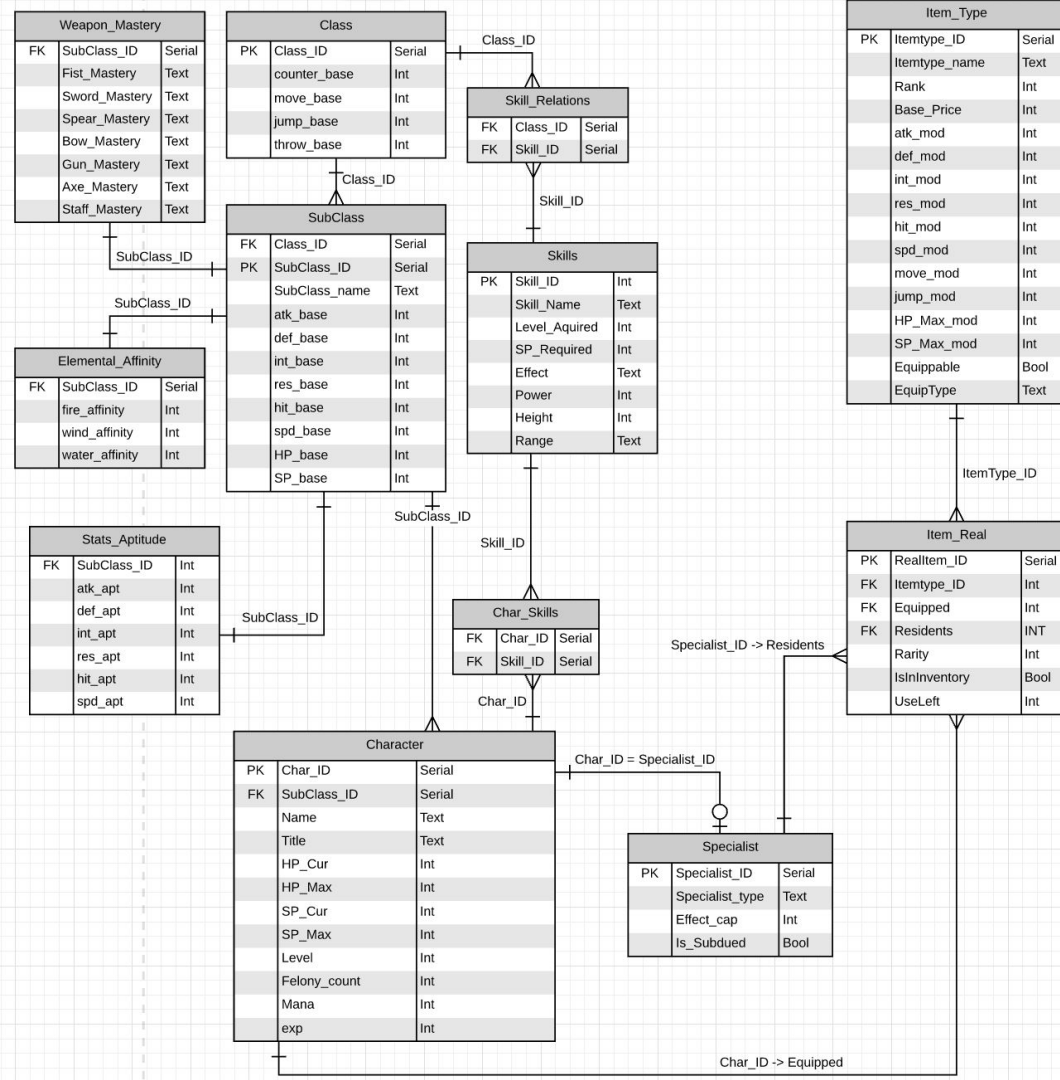 Weapon_Mastery
FK SubClass_ID Serial
Fist_Mastery Text
Sword_Mastery Text
Spear_Mastery Text
Bow_Mastery Text
Gun_Mastery Text
Axe_Mastery Text
Staff_Mastery Text
Class
PK Class_ID Serial
counter_base Int
move_base Int
jump_base Int
throw_base Int
Class_ID
Skill_Relations
FK Class_ID Serial
FK Skill_ID Serial
Item_Type
PK Itemtype_ID Serial
Itemtype_name Text
Rank Int
Base_Price Int
atk_mod Int
def_mod Int
int_mod Int
res_mod Int
hit_mod Int
spd_mod Int
move_mod Int
jump_mod Int
HP_Max_mod Int
SP_Max_mod Int
Equippable Bool
EquipType Text
Class_ID
Skill_ID
SubClass_ID
SubClass
FK Class_ID Serial
PK SubClass_ID Serial
SubClass_name Text
atk_base Int
def_base Int
int_base Int
res_base Int
hit_base Int
spd_base Int
HP_base Int
SP_base Int
Skills
PK Skill_ID Int
Skill_Name Text
Level_Aquired Int
SP_Required Int
Effect Text
Power Int
Height Int
Range Text
SubClass_ID
Elemental_Affinity
FK SubClass_ID Serial
fire_affinity Int
wind_affinity Int
water_affinity Int
ItemType_ID
SubClass_ID
Stats_Aptitude
FK SubClass_ID Int
atk_apt Int
def_apt Int
int_apt Int
res_apt Int
hit_apt Int
spd_apt Int
SubClass_ID
Skill_ID
Item_Real
PK RealItem_ID Serial
FK Itemtype_ID Int
FK Equipped Int
FK Residents INT
Rarity Int
IsInInventory Bool
UseLeft Int
Char_Skills
FK Char_ID Serial
FK Skill_ID Serial
Specialist_ID -> Residents
Char_ID
Character
PK Char_ID Serial
FK SubClass_ID Serial
Name Text
Title Text
HP_Cur Int
HP_Max Int
SP_Cur Int
SP_Max Int
Level Int
Felony_count Int
Mana Int
exp Int
Char_ID = Specialist_ID
Specialist
PK Specialist_ID Serial
Specialist_type Text
Effect_cap Int
Is_Subdued Bool
Char_ID -> Equipped